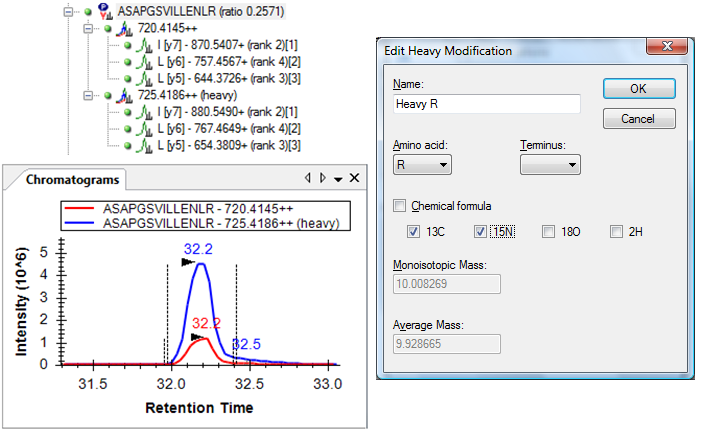 ASAPGSVILLENLR (ratio 0.2571)
720.4145++
I [y7] - 870.5407+ (rank 2)[1]
L [y6] - 757.4567+ (rank 4)[2]
L [y5] - 644.3726+ (rank 3)[3]
725.4186++ (heavy)
I [y7] - 880.5490+ (rank 2)[1]
L [y6] - 767.4649+ (rank 4)[2]
L [y5] - 654.3809+ (rank 3)[3]
Chromatograms
ASAPGSVILLENLR - 720.4145++
ASAPGSVILLENLR - 725.4186++ (heavy)
Intensity (10^6)
5
4
3
2
1
0
32.2
32.2
32.5
31.5 32.0 32.5 33.0
Retention Time
Edit Heavy Modification
Name:
Heavy R
OK
Cancel
Amino acid: Teminus:
R
Chemical formula
13C 15N 18O 2H
Monoisotopic Mass:
10.008269
Average Mass:
9.928665